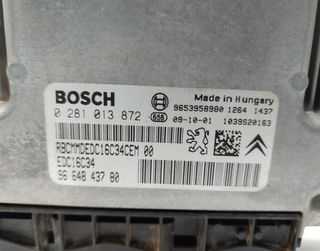 BOSCH
Made in Hungary
9653958980 1264 1437
0 281 013 872
656
09-10-01
1039S20163
RBCMMDEDC16C34CEM 00
EDC16C34
96 648 437 80